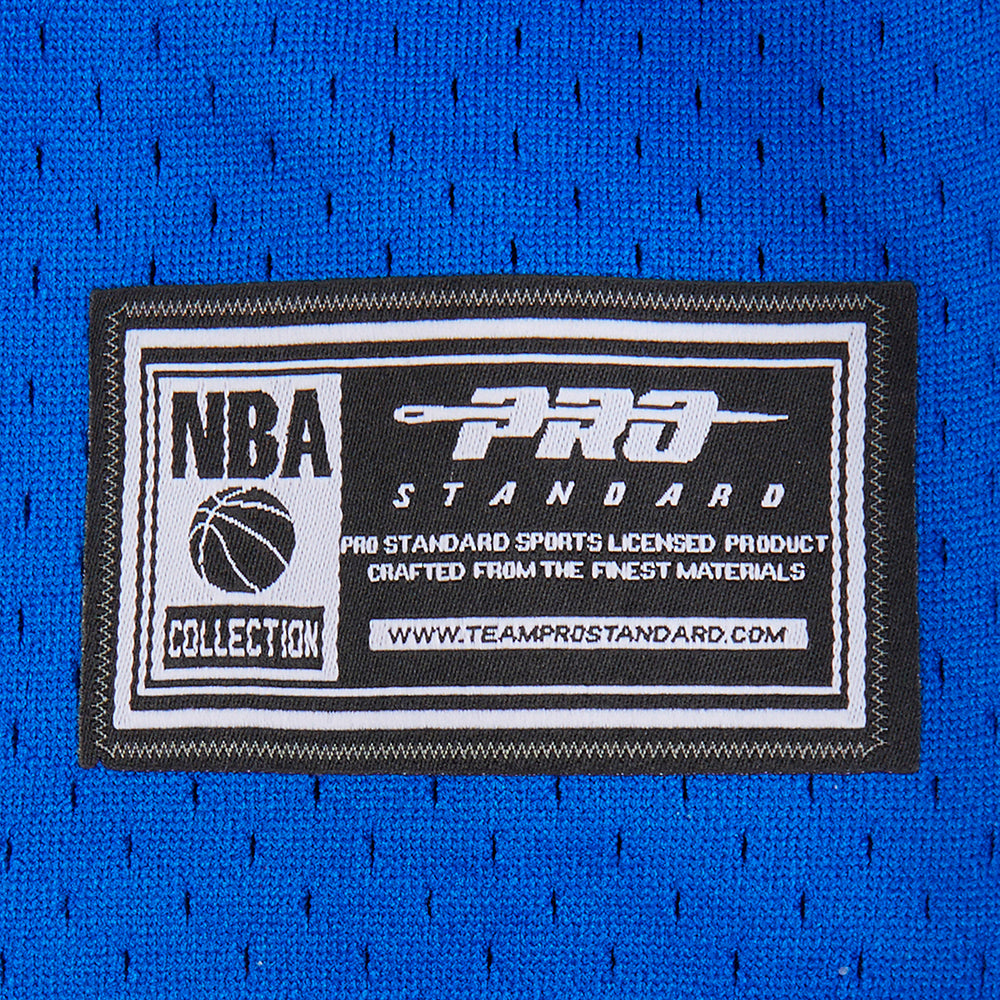 NBA
COLLECTION
PRO
STANDARD
PRO STANDARD SPORTS LICENSED PRODUCT
CRAFTED FROM THE FINEST MATERIALS
WWW.TEAMPROSTANDARD.COM